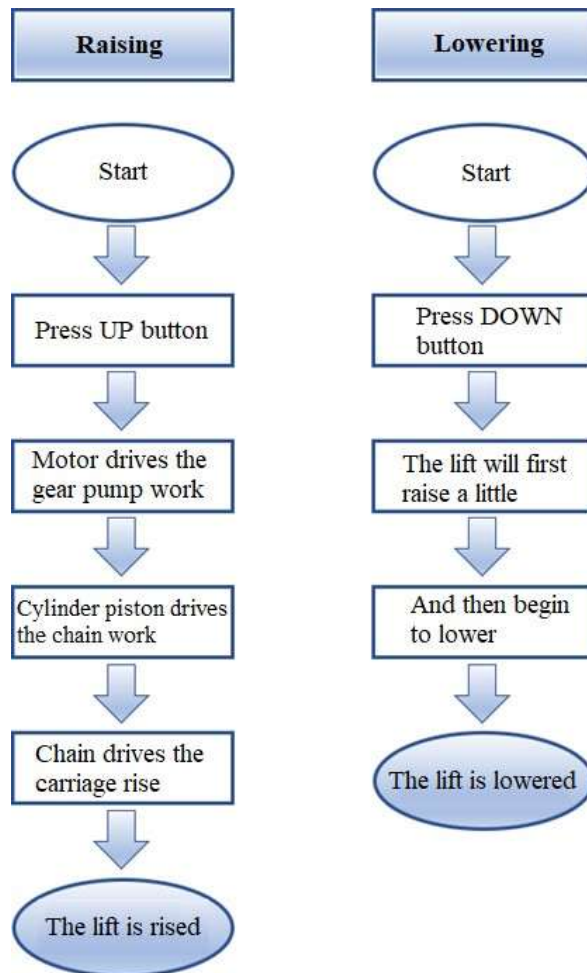 Raising
Start
Press UP button
Motor drives the
gear pump work
Cylinder piston drives
the chain work
Chain drives the
carriage rise
The lift is rised
Lowering
Start
Press DOWN
button
The lift will first
raise a little
And then begin
to lower
The lift is lowered